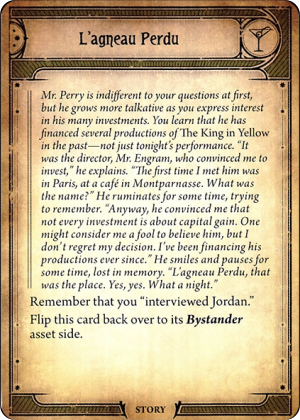 L'agneau Perdu
Mr. Perry is indifferent to your questions at first,
but he grows more talkative as you express interest
in his many investments. You learn that he has
financed several productions of The King in Yellow
in the past—not just tonight's performance. "It
was the director, Mr. Engram, who convinced me to
invest," he explains. "The first time I met him was
in Paris, at a café in Montparnasse. What was
the name?" He ruminates for some time, trying
to remember. "Anyway, he convinced me that
not every investment is about capital gain. One
might consider me a fool to believe him, but I
don't regret my decision. I've been financing his
productions ever since." He smiles and pauses for
some time, lost in memory. "L'agneau Perdu, that
was the place. Yes, yes. What a night."
Remember that you "interviewed Jordan."
Flip this card back over to its Bystander
asset side.
STORY